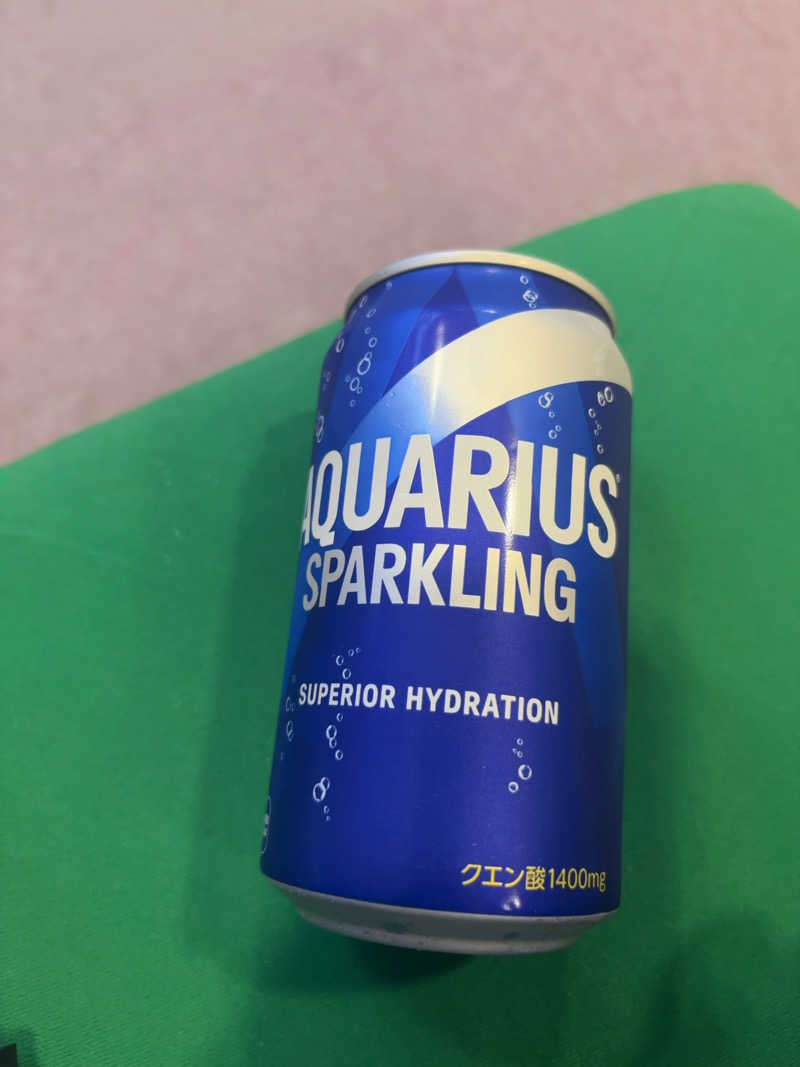 AQUARIUS
SPARKLING
SUPERIOR HYDRATION
クエン酸1400mg